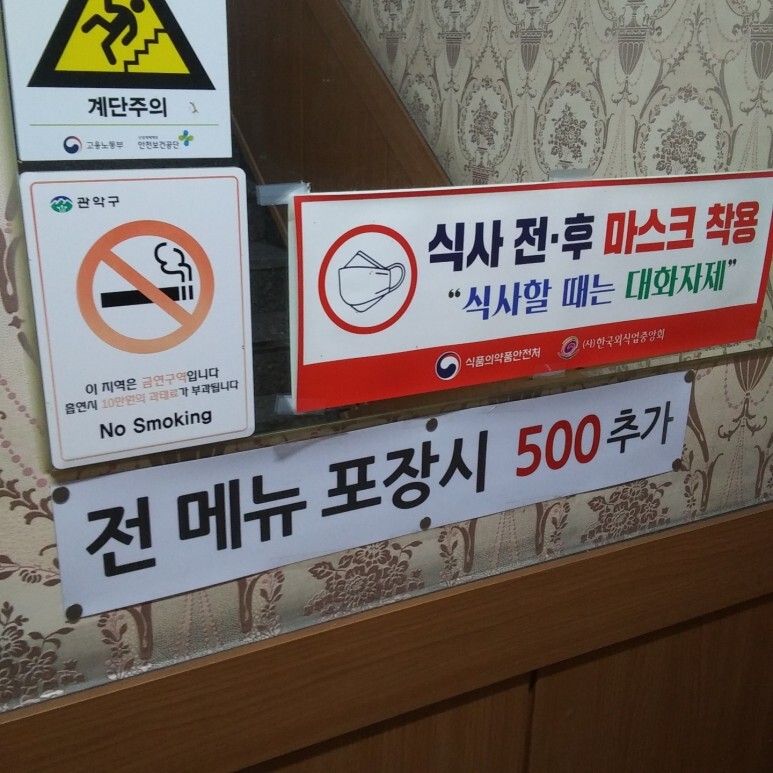 계단주의
고용노동부 안전보건공단
관악구
이 지역은 금연구역입니다
흡연시 10만원의 과태료가 부과됩니다
No Smoking
식사 전·후 마스크 착용
“식사할 때는 대화자제”
식품의약품안전처 (사)한국외식업중앙회
전 메뉴 포장시 500 추가